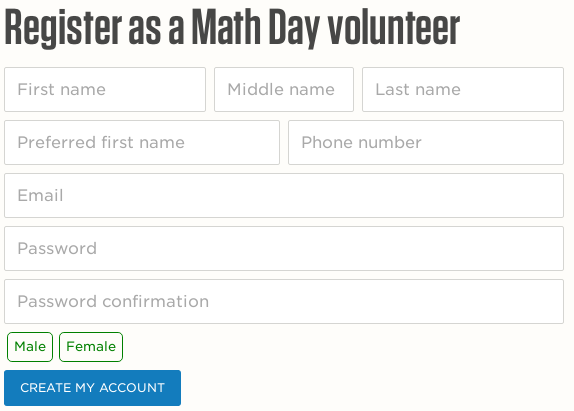 Register as a Math Day volunteer
First name Middle name Last name
Preferred first name Phone number
Email
Password
Password confirmation
Male Female
CREATE MY ACCOUNT